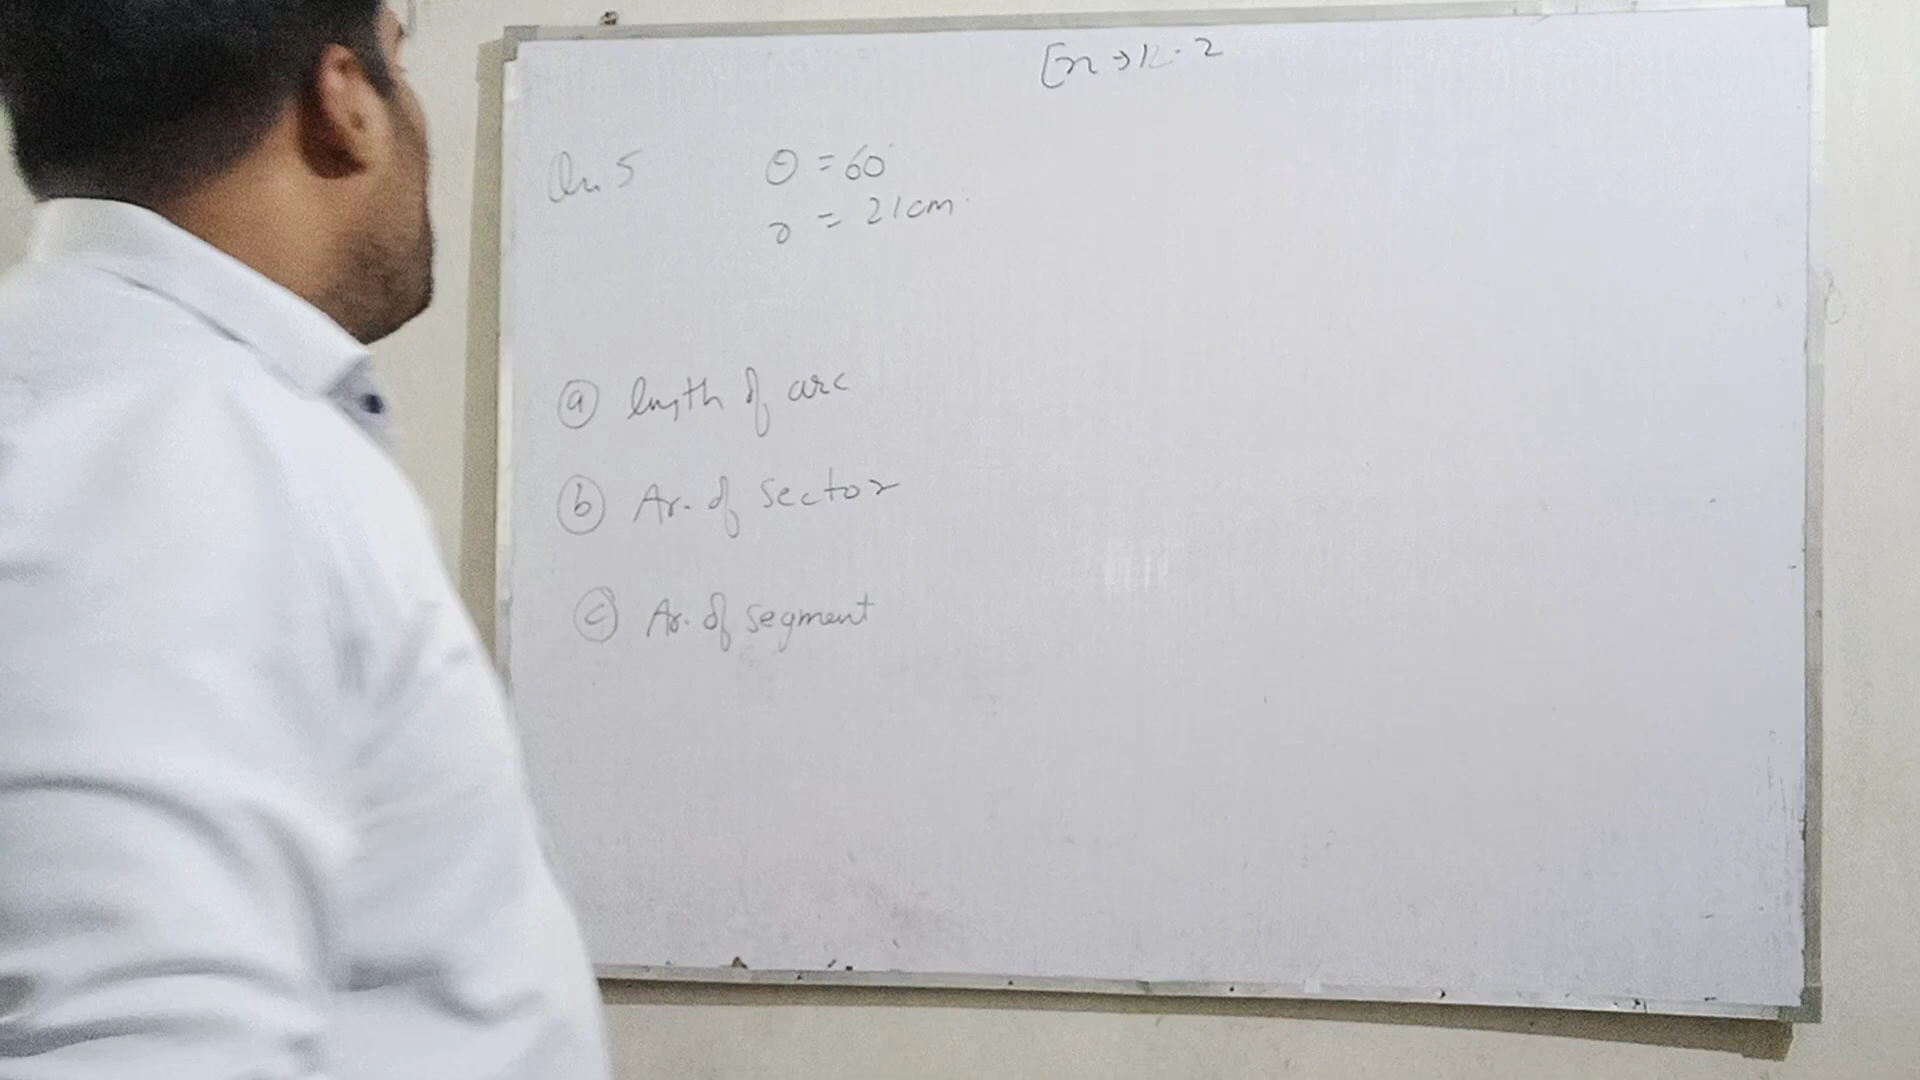 Ex → 12.2
Qn. 5 θ = 60°
r = 21cm.
(a) length of arc
(b) Ar. of sector
(c) Ar. of segment